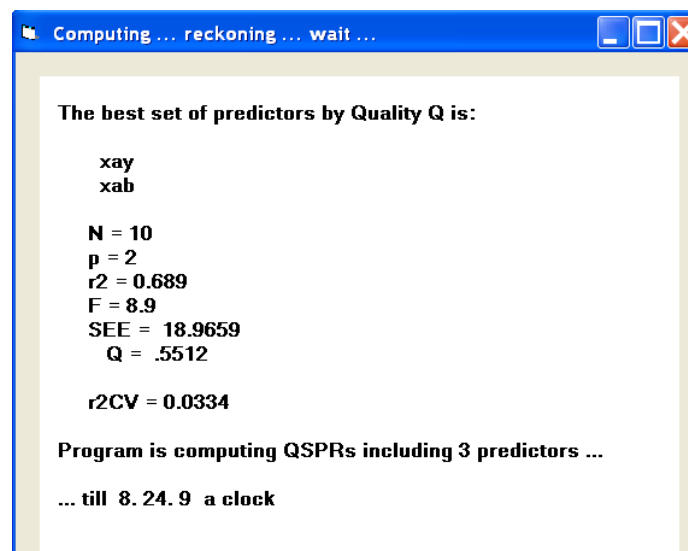 Computing ... reckoning ... wait ...
The best set of predictors by Quality Q is:
xay
xab
N = 10
p = 2
r2 = 0.689
F = 8.9
SEE = 18.9659
Q = .5512
r2CV = 0.0334
Program is computing QSPRs including 3 predictors ...
... till 8. 24. 9 a clock